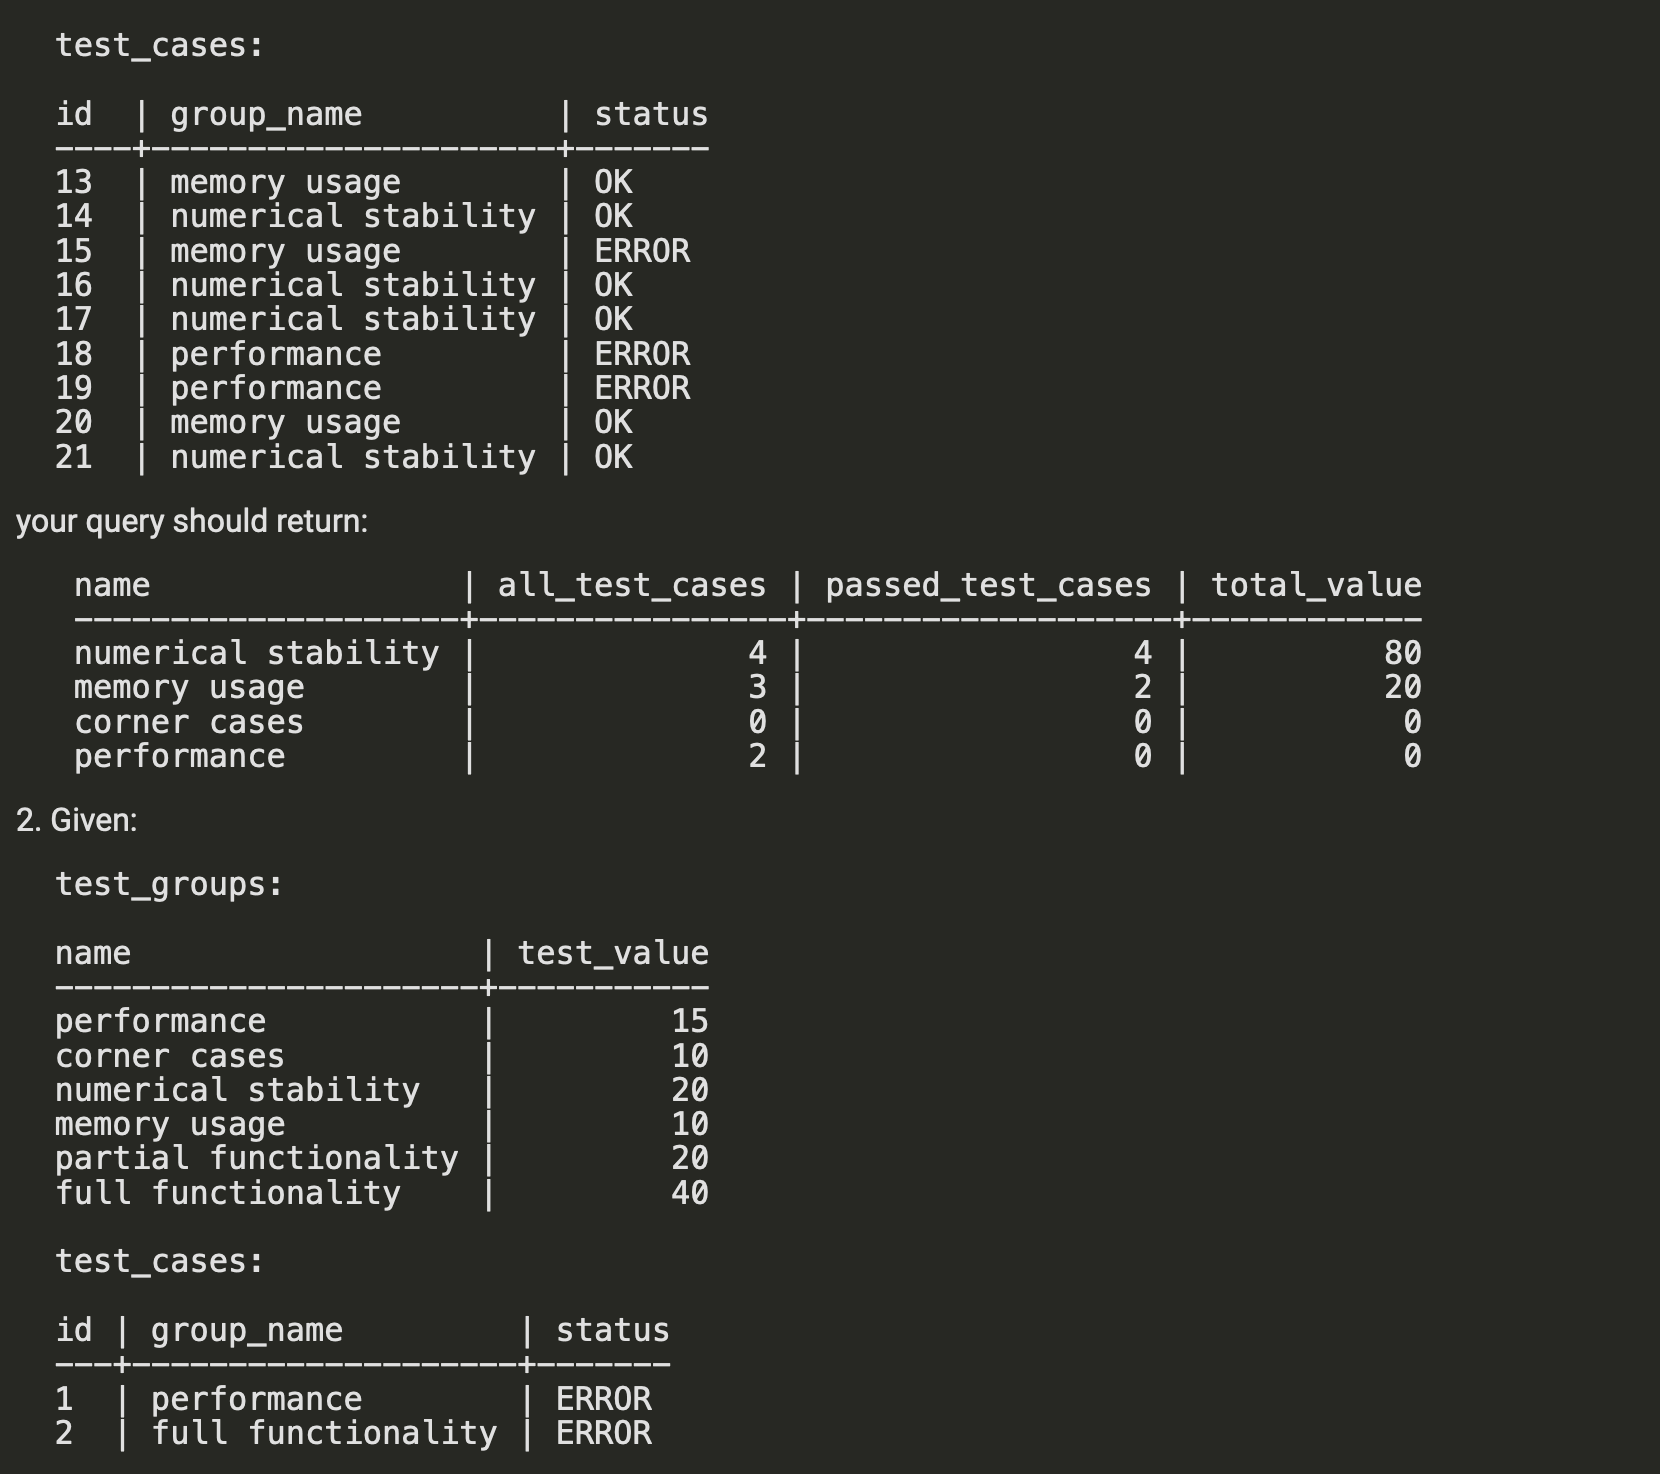 test_cases:
id | group_name | status
----+---------------------+-------
13 | memory usage | OK
14 | numerical stability | OK
15 | memory usage | ERROR
16 | numerical stability | OK
17 | numerical stability | OK
18 | performance | ERROR
19 | performance | ERROR
20 | memory usage | OK
21 | numerical stability | OK
your query should return:
name | all_test_cases | passed_test_cases | total_value
--------------------+----------------+-------------------+------------
numerical stability | 4 | 4 | 80
memory usage | 3 | 2 | 20
corner cases | 0 | 0 | 0
performance | 2 | 0 | 0
2. Given:
test_groups:
name | test_value
----------------------+-----------
performance | 15
corner cases | 10
numerical stability | 20
memory usage | 10
partial functionality | 20
full functionality | 40
test_cases:
id | group_name | status
---+--------------------+-------
1 | performance | ERROR
2 | full functionality | ERROR